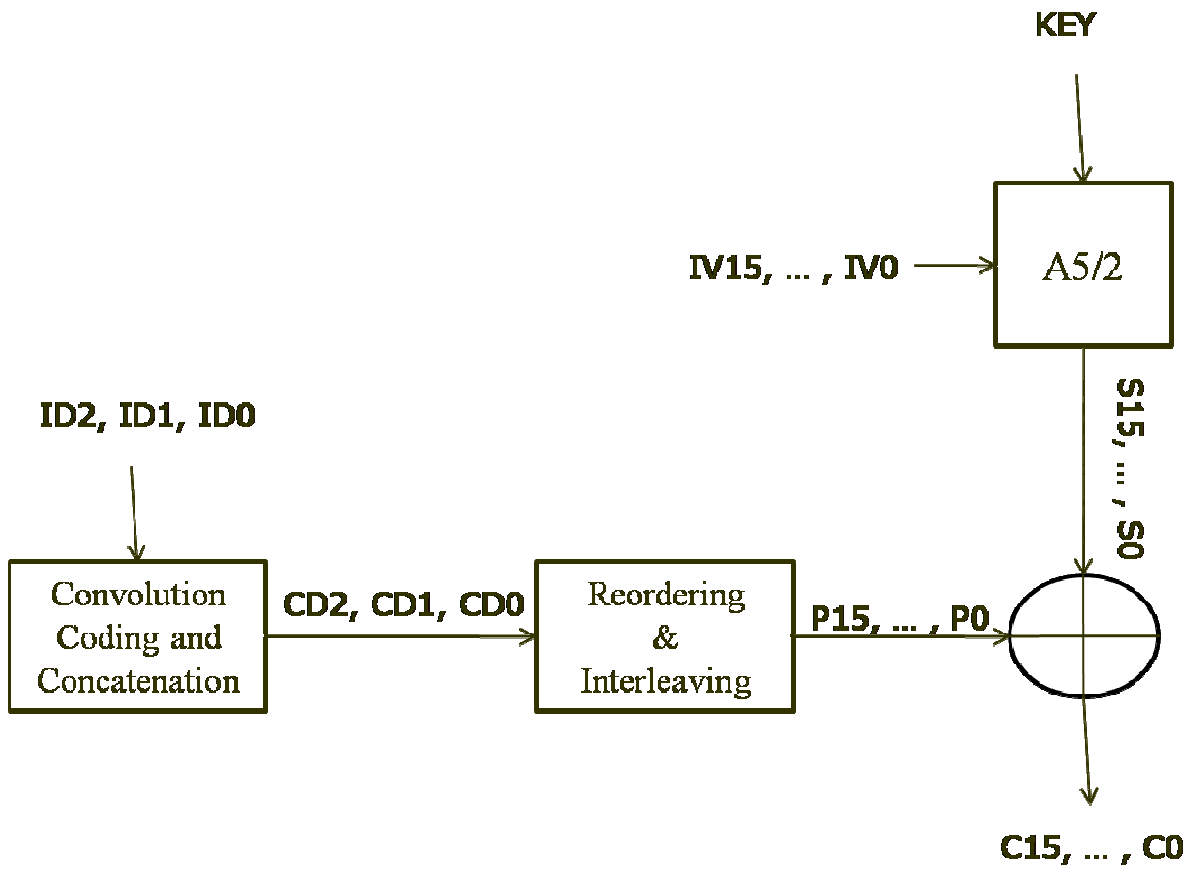 KEY
IV15, ... , IV0
A5/2
ID2, ID1, ID0
S15, ... , S0
Convolution
Coding and
Concatenation
CD2, CD1, CD0
Reordering
&
Interleaving
P15, ... , P0
C15, ... , C0